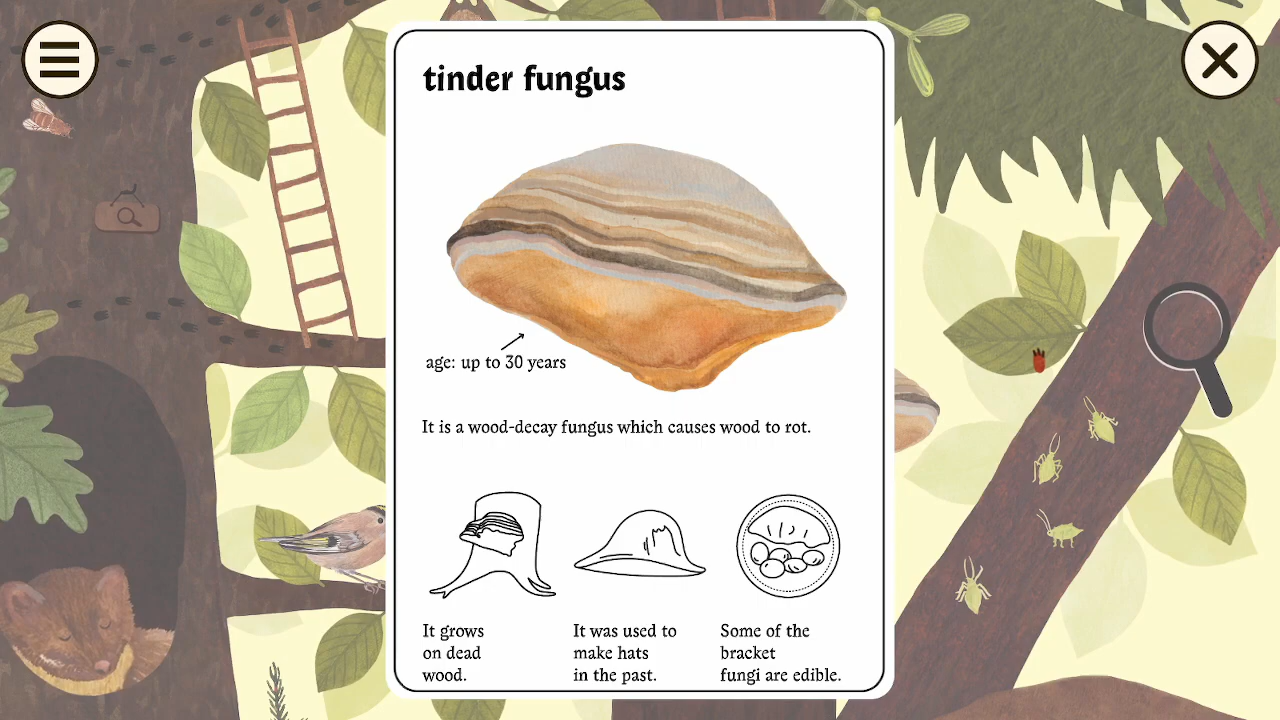 tinder fungus
age: up to 30 years
It is a wood-decay fungus which causes wood to rot.
It grows
on dead
wood.
It was used to
make hats
in the past.
Some of the
bracket
fungi are edible.